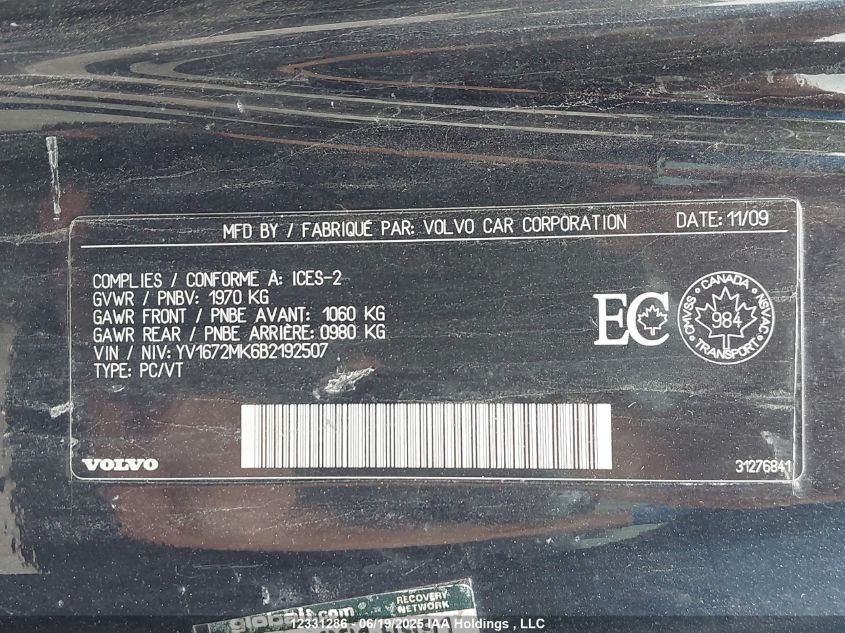 MFD BY / FABRIQUÉ PAR: VOLVO CAR CORPORATION DATE: 11/09
COMPLIES / CONFORME À: ICES-2
GVWR / PNBV: 1970 KG
GAWR FRONT / PNBE AVANT: 1060 KG
GAWR REAR / PNBE ARRIÈRE: 0980 KG
VIN / NIV: YV1672MK6B2192507
TYPE: PC/VT
EC
CANADA
CMVSS
NSVAC
984
TRANSPORT
VOLVO
31276841
globals.com
RECOVERY
NETWORK
12331286 - 06/19/2025 IAA Holdings , LLC